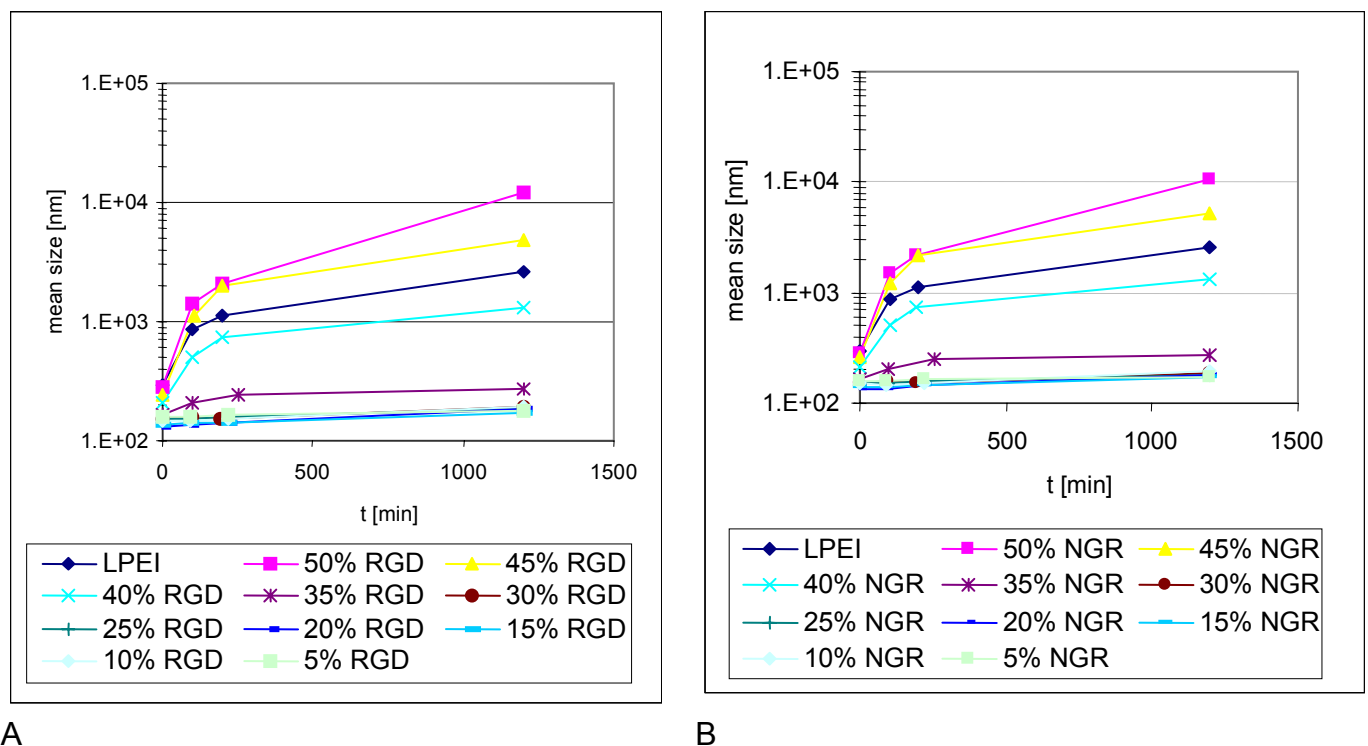 1.E+05
1.E+04
1.E+03
1.E+02
mean size [nm]
0 500 1000 1500
t [min]
LPEI 50% RGD 45% RGD
40% RGD 35% RGD 30% RGD
25% RGD 20% RGD 15% RGD
10% RGD 5% RGD
A
1.E+05
1.E+04
1.E+03
1.E+02
mean size [nm]
0 500 1000 1500
t [min]
LPEI 50% NGR 45% NGR
40% NGR 35% NGR 30% NGR
25% NGR 20% NGR 15% NGR
10% NGR 5% NGR
B